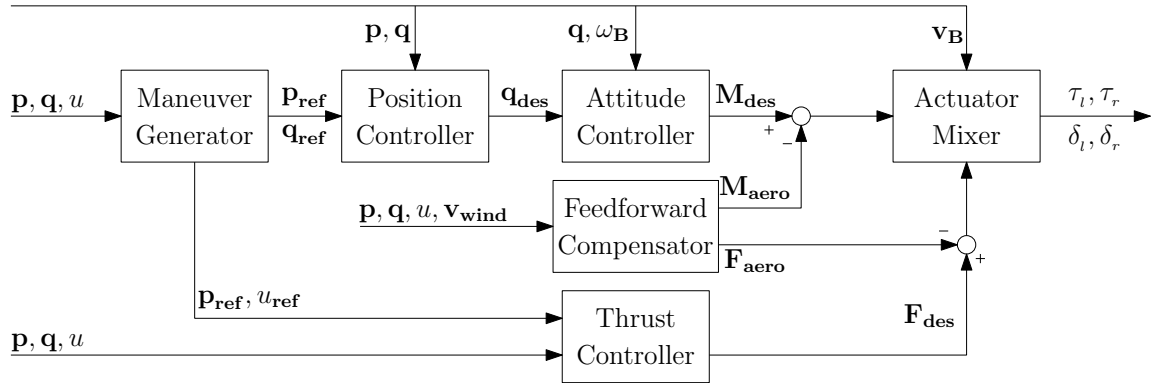 p, q
q, ω_B
v_B
p, q, u
Maneuver
Generator
p_ref
q_ref
Position
Controller
q_des
Attitude
Controller
M_des
+
−
Actuator
Mixer
τ_l, τ_r
δ_l, δ_r
p, q, u, v_wind
Feedforward
Compensator
M_aero
F_aero
−
+
p_ref, u_ref
p, q, u
Thrust
Controller
F_des